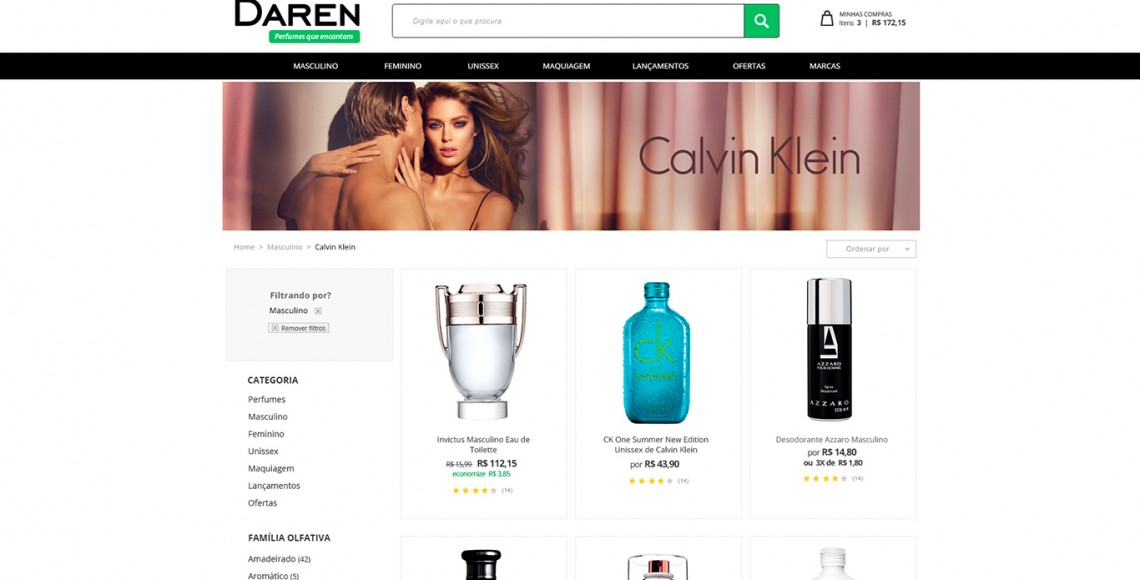 DAREN
Perfumes que encantam
Digite aqui o que procura
MINHAS COMPRAS
Itens 3 | R$ 172,15
MASCULINO FEMININO UNISSEX MAQUIAGEM LANÇAMENTOS OFERTAS MARCAS
Calvin Klein
Home > Masculino > Calvin Klein
Ordenar por
Filtrando por?
Masculino
Remover filtros
CATEGORIA
Perfumes
Masculino
Feminino
Unissex
Maquiagem
Lançamentos
Ofertas
FAMÍLIA OLFATIVA
Amadeirado (42)
Aromático (5)
Invictus Masculino Eau de
Toilette
R$ 15,99 R$ 112,15
economize R$ 3,85
(14)
ck
one
summer
CK One Summer New Edition
Unissex de Calvin Klein
por R$ 43,90
(14)
AZZARO
POUR HOMME
Spray
Deodorant
AZZARO
Desodorante Azzaro Masculino
por R$ 14,80
ou 3X de R$ 1,80
(14)